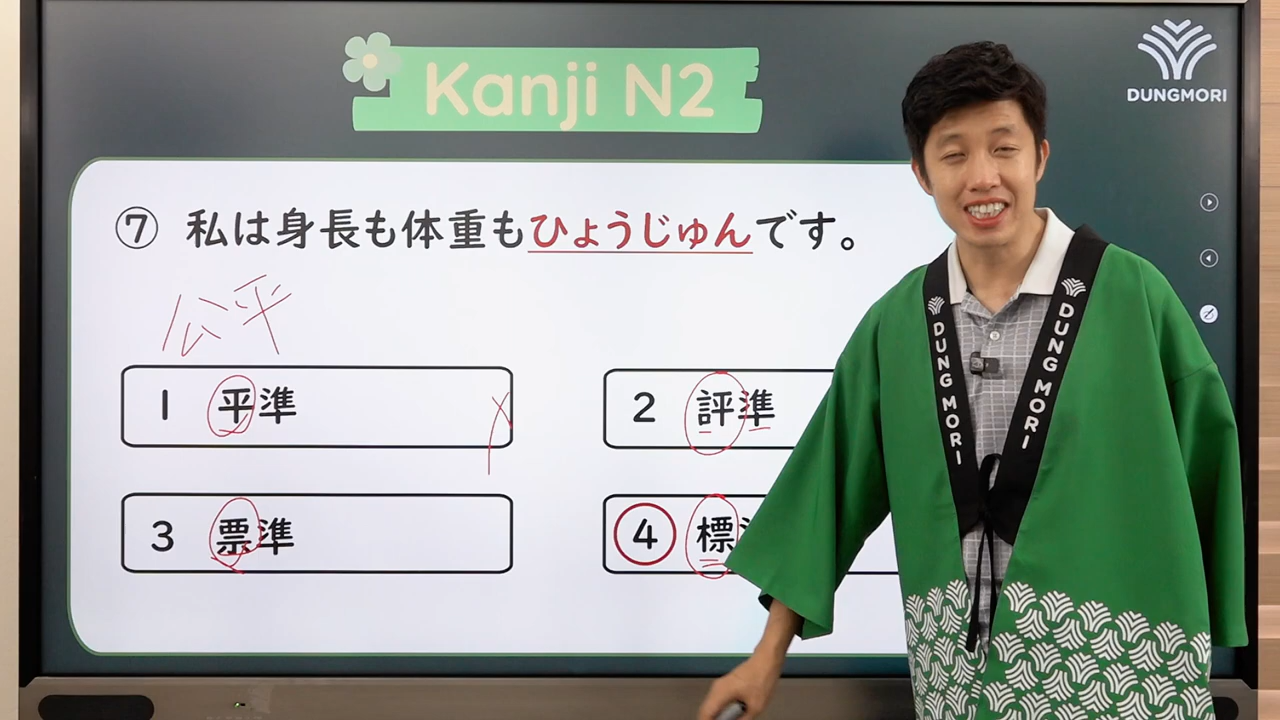 Kanji N2
DUNGMORI
⑦ 私は身長も体重もひょうじゅんです。
公平
1 平準
2 評準
3 票準
4 標
DUNG MORI
DUNG MORI